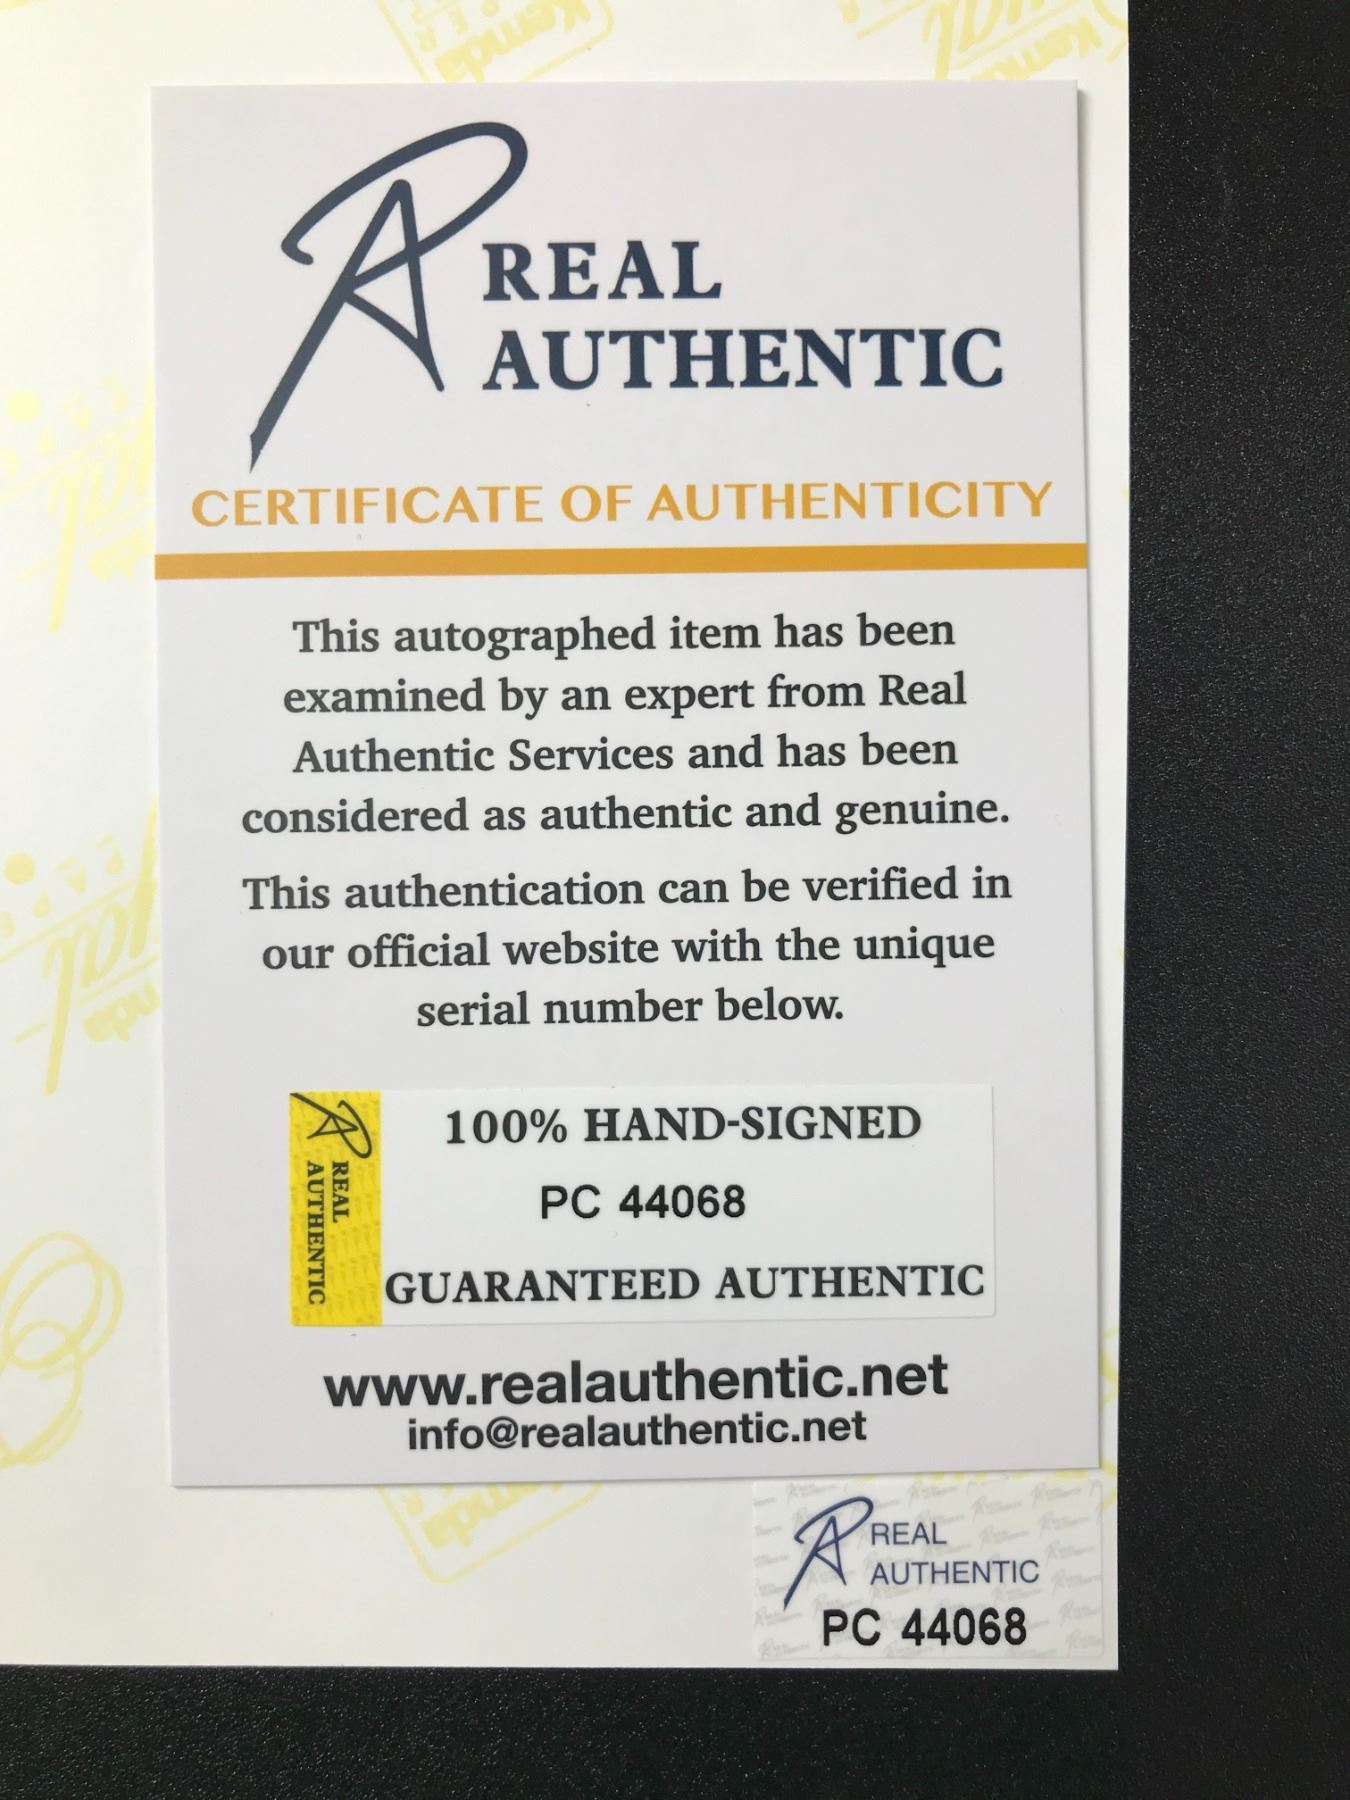 REAL
AUTHENTIC
CERTIFICATE OF AUTHENTICITY
This autographed item has been
examined by an expert from Real
Authentic Services and has been
considered as authentic and genuine.
This authentication can be verified in
our official website with the unique
serial number below.
REAL
AUTHENTIC
100% HAND-SIGNED
PC 44068
GUARANTEED AUTHENTIC
www.realauthentic.net
info@realauthentic.net
REAL
AUTHENTIC
PC 44068